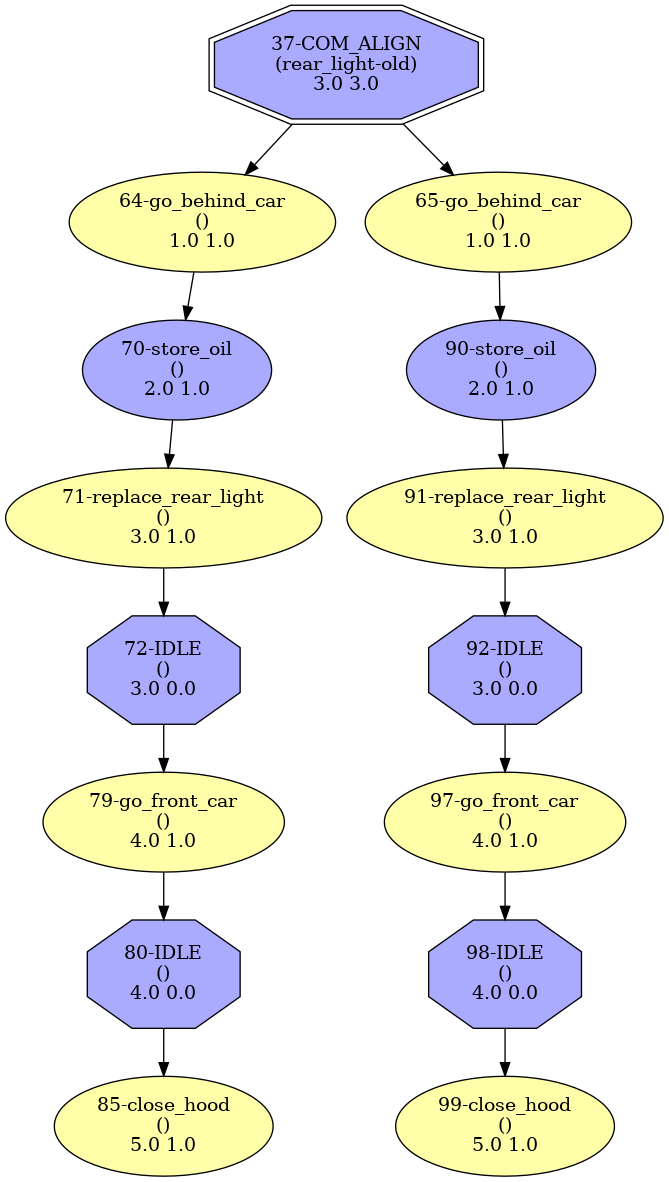 37-COM_ALIGN
(rear_light-old)
3.0 3.0
64-go_behind_car
()
1.0 1.0
65-go_behind_car
()
1.0 1.0
70-store_oil
()
2.0 1.0
90-store_oil
()
2.0 1.0
71-replace_rear_light
()
3.0 1.0
91-replace_rear_light
()
3.0 1.0
72-IDLE
()
3.0 0.0
92-IDLE
()
3.0 0.0
79-go_front_car
()
4.0 1.0
97-go_front_car
()
4.0 1.0
80-IDLE
()
4.0 0.0
98-IDLE
()
4.0 0.0
85-close_hood
()
5.0 1.0
99-close_hood
()
5.0 1.0